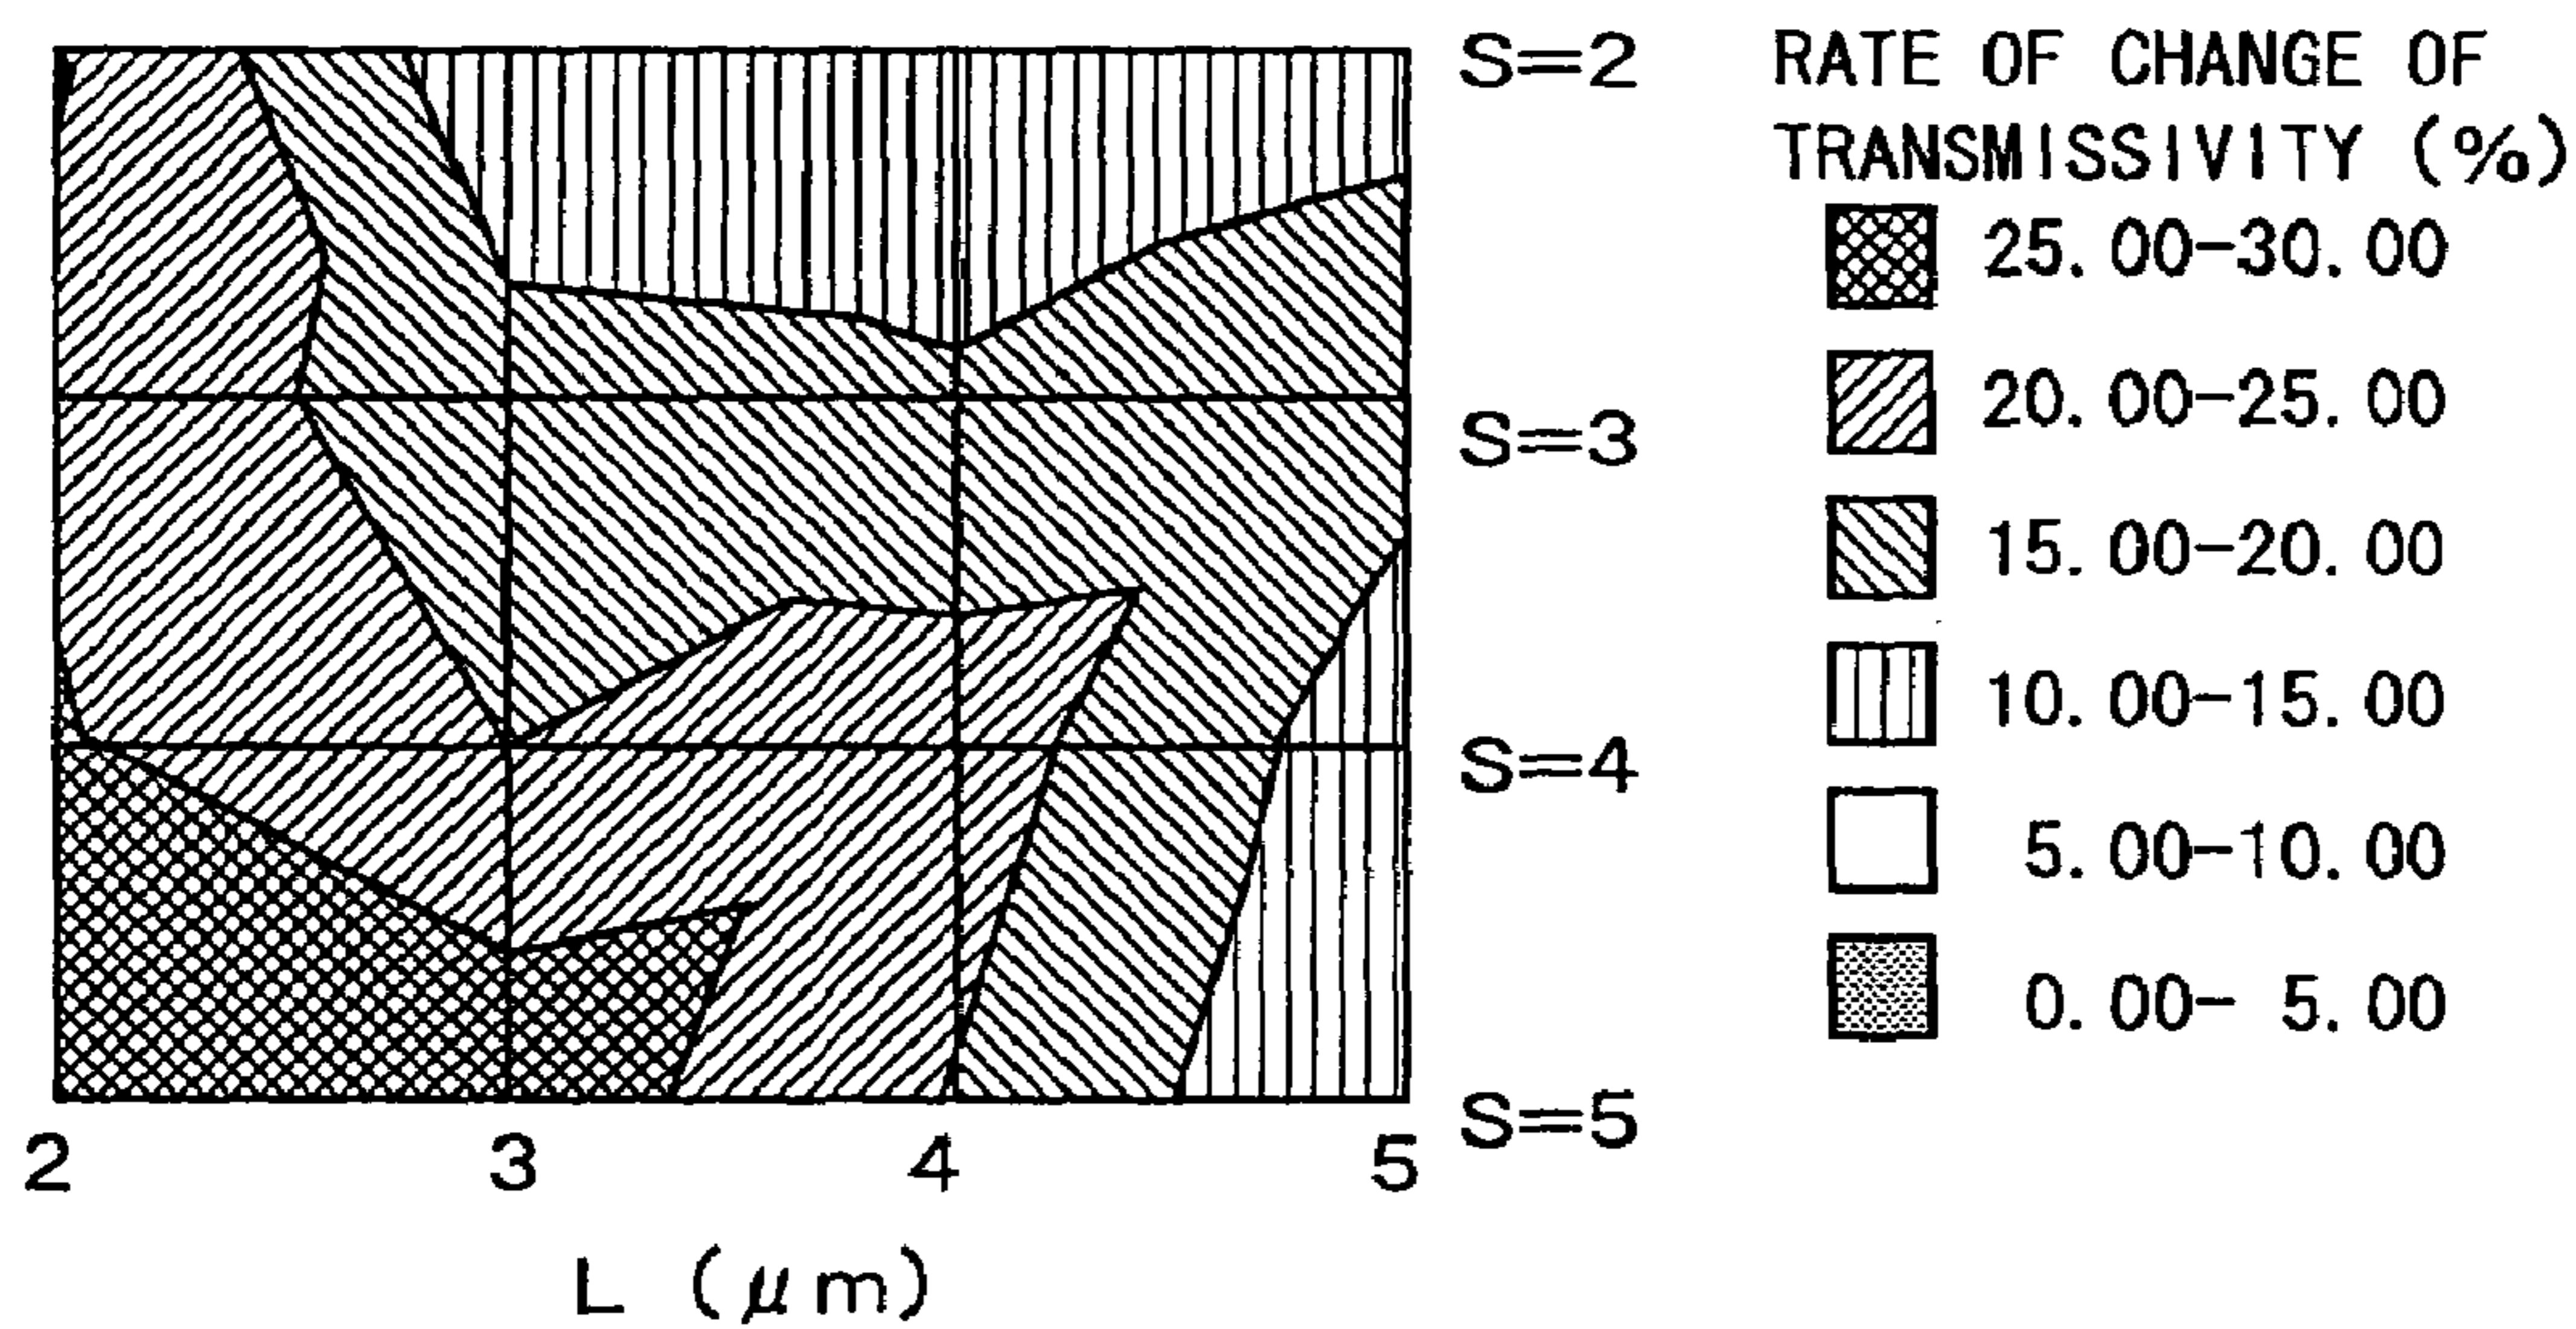 S=2
S=3
S=4
S=5
2 3 4 5
L (μm)
RATE OF CHANGE OF
TRANSMISSIVITY (%)
25.00-30.00
20.00-25.00
15.00-20.00
10.00-15.00
5.00-10.00
0.00- 5.00